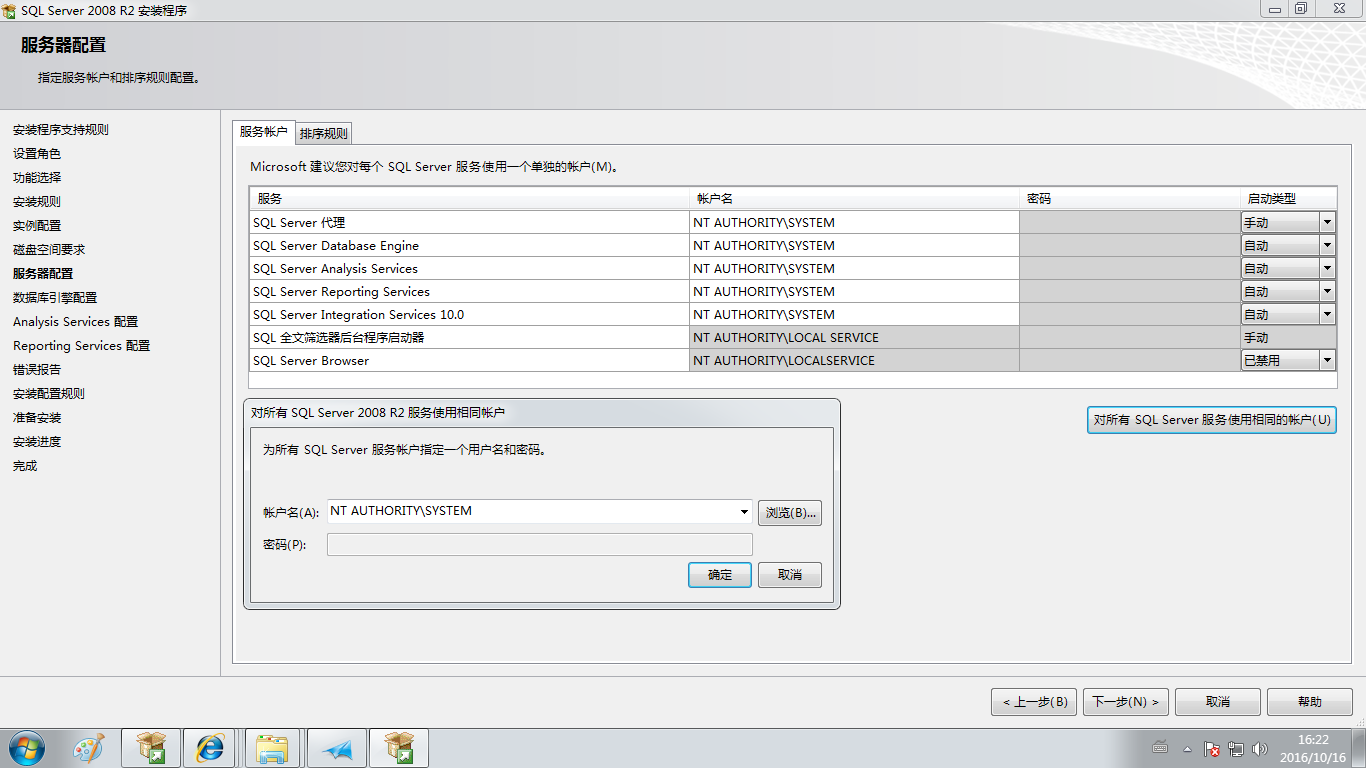 SQL Server 2008 R2 安装程序
服务器配置
指定服务帐户和排序规则配置。
安装程序支持规则
设置角色
功能选择
安装规则
实例配置
磁盘空间要求
服务器配置
数据库引擎配置
Analysis Services 配置
Reporting Services 配置
错误报告
安装配置规则
准备安装
安装进度
完成
服务帐户 排序规则
Microsoft 建议您对每个 SQL Server 服务使用一个单独的帐户(M)。
服务 帐户名 密码 启动类型
SQL Server 代理 NT AUTHORITY\SYSTEM 手动
SQL Server Database Engine NT AUTHORITY\SYSTEM 自动
SQL Server Analysis Services NT AUTHORITY\SYSTEM 自动
SQL Server Reporting Services NT AUTHORITY\SYSTEM 自动
SQL Server Integration Services 10.0 NT AUTHORITY\SYSTEM 自动
SQL 全文筛选器后台程序启动器 NT AUTHORITY\LOCAL SERVICE 手动
SQL Server Browser NT AUTHORITY\LOCALSERVICE 已禁用
对所有 SQL Server 服务使用相同的帐户(U)
对所有 SQL Server 2008 R2 服务使用相同帐户
为所有 SQL Server 服务帐户指定一个用户名和密码。
帐户名(A): NT AUTHORITY\SYSTEM 浏览(B)...
密码(P):
确定 取消
< 上一步(B) 下一步(N) > 取消 帮助
16:22
2016/10/16